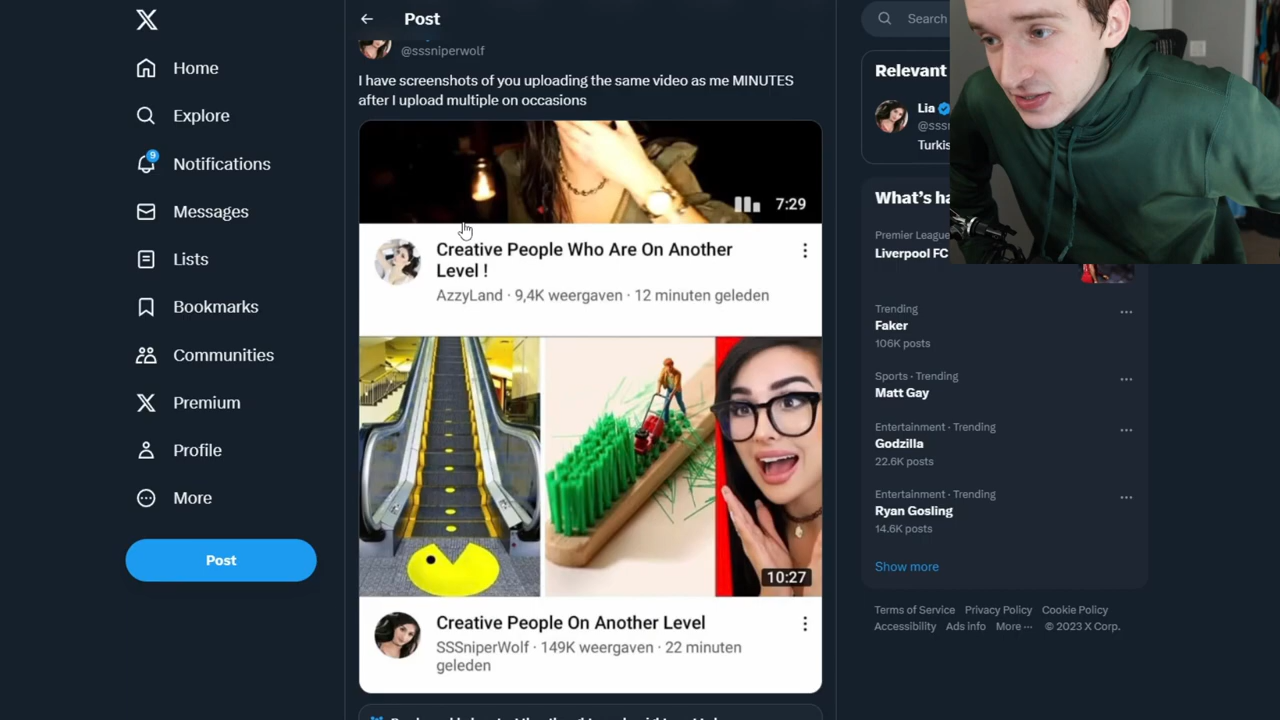 Post
Search
Home
Explore
9
Notifications
Messages
Lists
Bookmarks
Communities
Premium
Profile
More
Post
@sssniperwolf
I have screenshots of you uploading the same video as me MINUTES
after I upload multiple on occasions
7:29
Creative People Who Are On Another
Level !
AzzyLand · 9,4K weergaven · 12 minuten geleden
10:27
Creative People On Another Level
SSSniperWolf · 149K weergaven · 22 minuten
geleden
Relevant
Lia
@sssn
Turkis
What's ha
Premier League
Liverpool FC
Trending
Faker
106K posts
Sports · Trending
Matt Gay
Entertainment · Trending
Godzilla
22.6K posts
Entertainment · Trending
Ryan Gosling
14.6K posts
Show more
Terms of Service Privacy Policy Cookie Policy
Accessibility Ads info More ··· © 2023 X Corp.